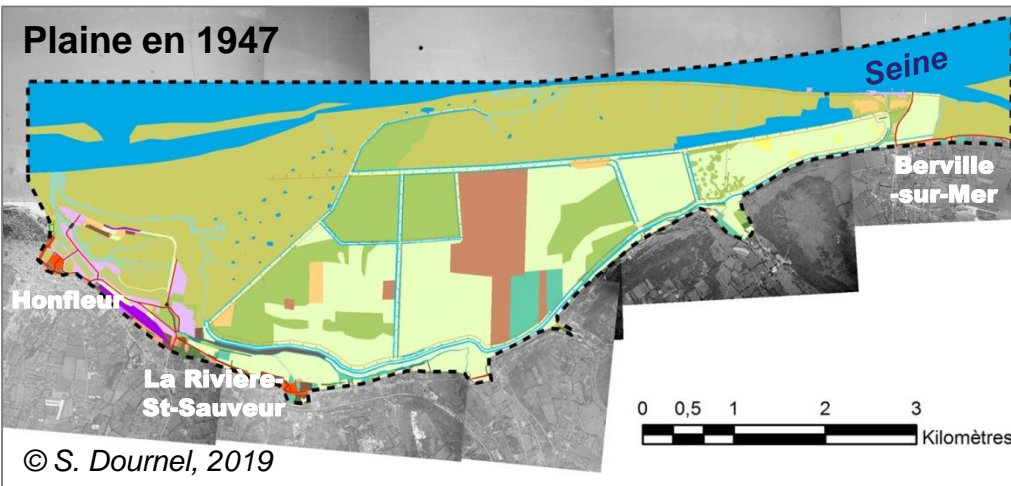 Plaine en 1947
Seine
Berville
-sur-Mer
Honfleur
La Rivière-
St-Sauveur
0 0,5 1 2 3
Kilomètres
© S. Dournel, 2019